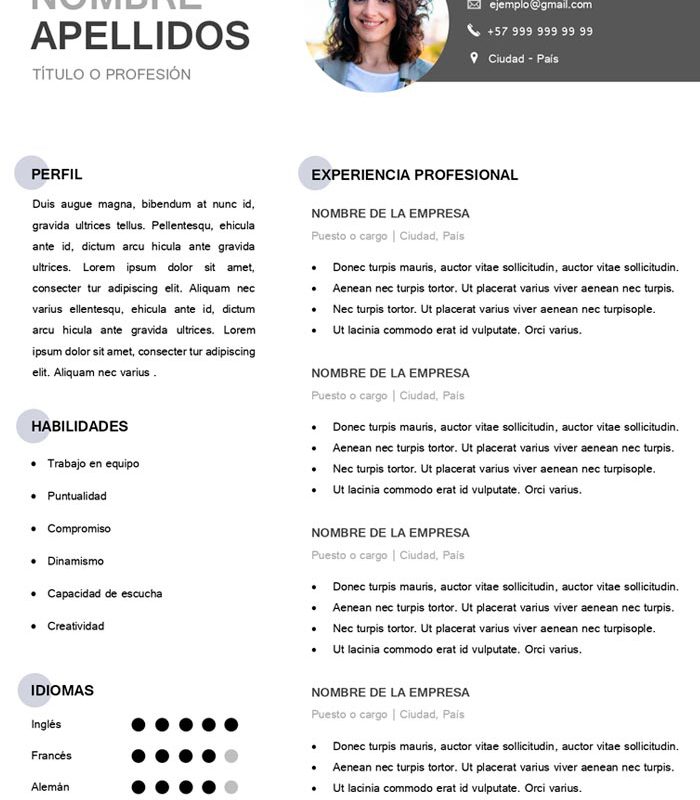 NOMBRE
APELLIDOS
TÍTULO O PROFESIÓN
ejemplo@gmail.com
+57 999 999 99 99
Ciudad - País
PERFIL
Duis augue magna, bibendum at nunc id,
gravida ultrices tellus. Pellentesqu, ehicula
ante id, dictum arcu hicula ante gravida
ultrices. Lorem ipsum dolor sit amet,
consecter tur adipiscing elit. Aliquam nec
varius ellentesqu, ehicula ante id, dictum
arcu hicula ante gravida ultrices. Lorem
ipsum dolor sit amet, consecter tur adipiscing
elit. Aliquam nec varius .
HABILIDADES
• Trabajo en equipo
• Puntualidad
• Compromiso
• Dinamismo
• Capacidad de escucha
• Creatividad
IDIOMAS
Inglés
Francés
Alemán
EXPERIENCIA PROFESIONAL
NOMBRE DE LA EMPRESA
Puesto o cargo | Ciudad, País
• Donec turpis mauris, auctor vitae sollicitudin, auctor vitae sollicitudin.
• Aenean nec turpis tortor. Ut placerat varius viver aenean nec turpis.
• Nec turpis tortor. Ut placerat varius viver aenean nec turpisople.
• Ut lacinia commodo erat id vulputate. Orci varius.
NOMBRE DE LA EMPRESA
Puesto o cargo | Ciudad, País
• Donec turpis mauris, auctor vitae sollicitudin, auctor vitae sollicitudin.
• Aenean nec turpis tortor. Ut placerat varius viver aenean nec turpis.
• Nec turpis tortor. Ut placerat varius viver aenean nec turpisople.
• Ut lacinia commodo erat id vulputate. Orci varius.
NOMBRE DE LA EMPRESA
Puesto o cargo | Ciudad, País
• Donec turpis mauris, auctor vitae sollicitudin, auctor vitae sollicitudin.
• Aenean nec turpis tortor. Ut placerat varius viver aenean nec turpis.
• Nec turpis tortor. Ut placerat varius viver aenean nec turpisople.
• Ut lacinia commodo erat id vulputate. Orci varius.
NOMBRE DE LA EMPRESA
Puesto o cargo | Ciudad, País
• Donec turpis mauris, auctor vitae sollicitudin, auctor vitae sollicitudin.
• Aenean nec turpis tortor. Ut placerat varius viver aenean nec turpis.
• Ut lacinia commodo erat id vulputate. Orci varius.